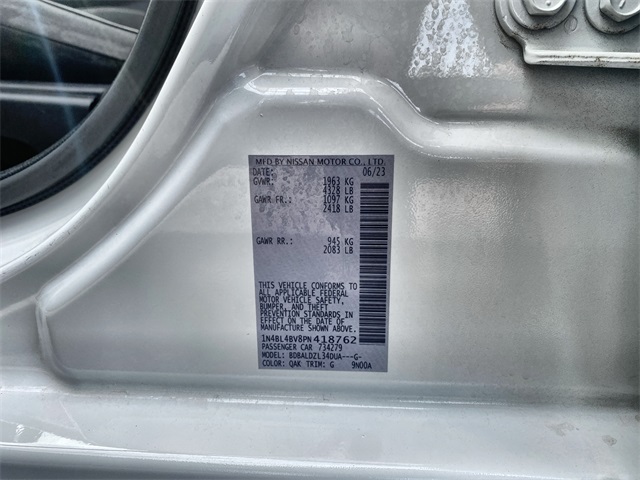 MFD BY NISSAN MOTOR CO., LTD.
DATE: 06/23
GVWR: 1963 KG
4328 LB
GAWR FR.: 1097 KG
2418 LB
GAWR RR.: 945 KG
2083 LB
THIS VEHICLE CONFORMS TO
ALL APPLICABLE FEDERAL
MOTOR VEHICLE SAFETY,
BUMPER, AND THEFT
PREVENTION STANDARDS IN
EFFECT ON THE DATE OF
MANUFACTURE SHOWN ABOVE.
1N4BL4BV8PN418762
PASSENGER CAR 734279
MODEL: BDBALDZL34DUA---G-
COLOR: QAK TRIM: G 9N00A